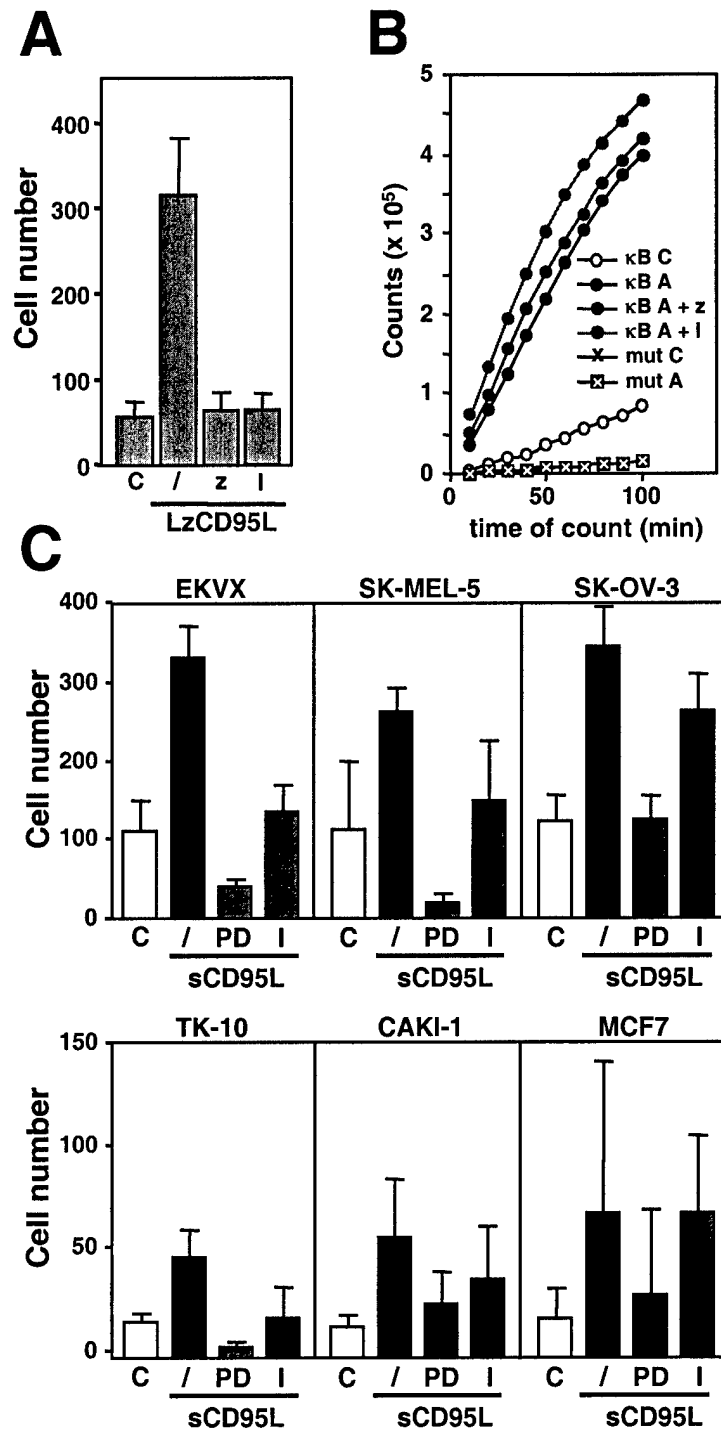 A
Cell number
400
300
200
100
0
C / z I
LzCD95L
B
Counts (x 10⁵)
5
4
3
2
1
0
κB C
κB A
κB A + z
κB A + I
mut C
mut A
0 50 100
time of count (min)
C
EKVX SK-MEL-5 SK-OV-3
Cell number
400
300
200
100
0
C / PD I C / PD I C / PD I
sCD95L sCD95L sCD95L
TK-10 CAKI-1 MCF7
Cell number
150
100
50
0
C / PD I C / PD I C / PD I
sCD95L sCD95L sCD95L